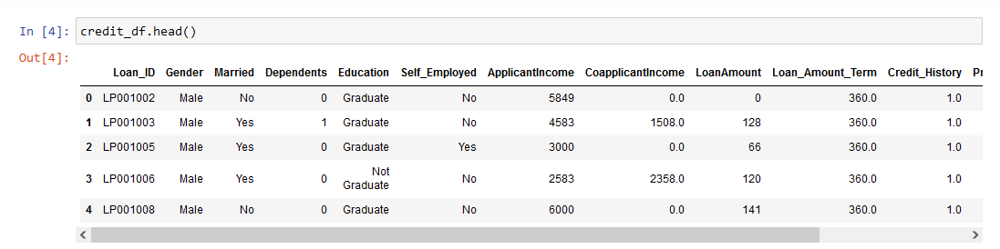 In [4]: credit_df.head()
Out[4]:
Loan_ID Gender Married Dependents Education Self_Employed ApplicantIncome CoapplicantIncome LoanAmount Loan_Amount_Term Credit_History
0 LP001002 Male No 0 Graduate No 5849 0.0 0 360.0 1.0
1 LP001003 Male Yes 1 Graduate No 4583 1508.0 128 360.0 1.0
2 LP001005 Male Yes 0 Graduate Yes 3000 0.0 66 360.0 1.0
3 LP001006 Male Yes 0 Not Graduate No 2583 2358.0 120 360.0 1.0
4 LP001008 Male No 0 Graduate No 6000 0.0 141 360.0 1.0